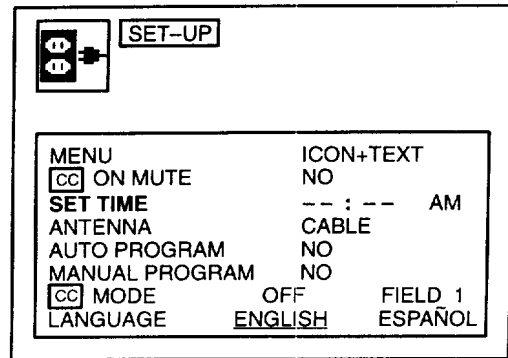 SET–UP
MENU ICON+TEXT
CC ON MUTE NO
SET TIME – – : – – AM
ANTENNA CABLE
AUTO PROGRAM NO
MANUAL PROGRAM NO
CC MODE OFF FIELD 1
LANGUAGE ENGLISH ESPAÑOL